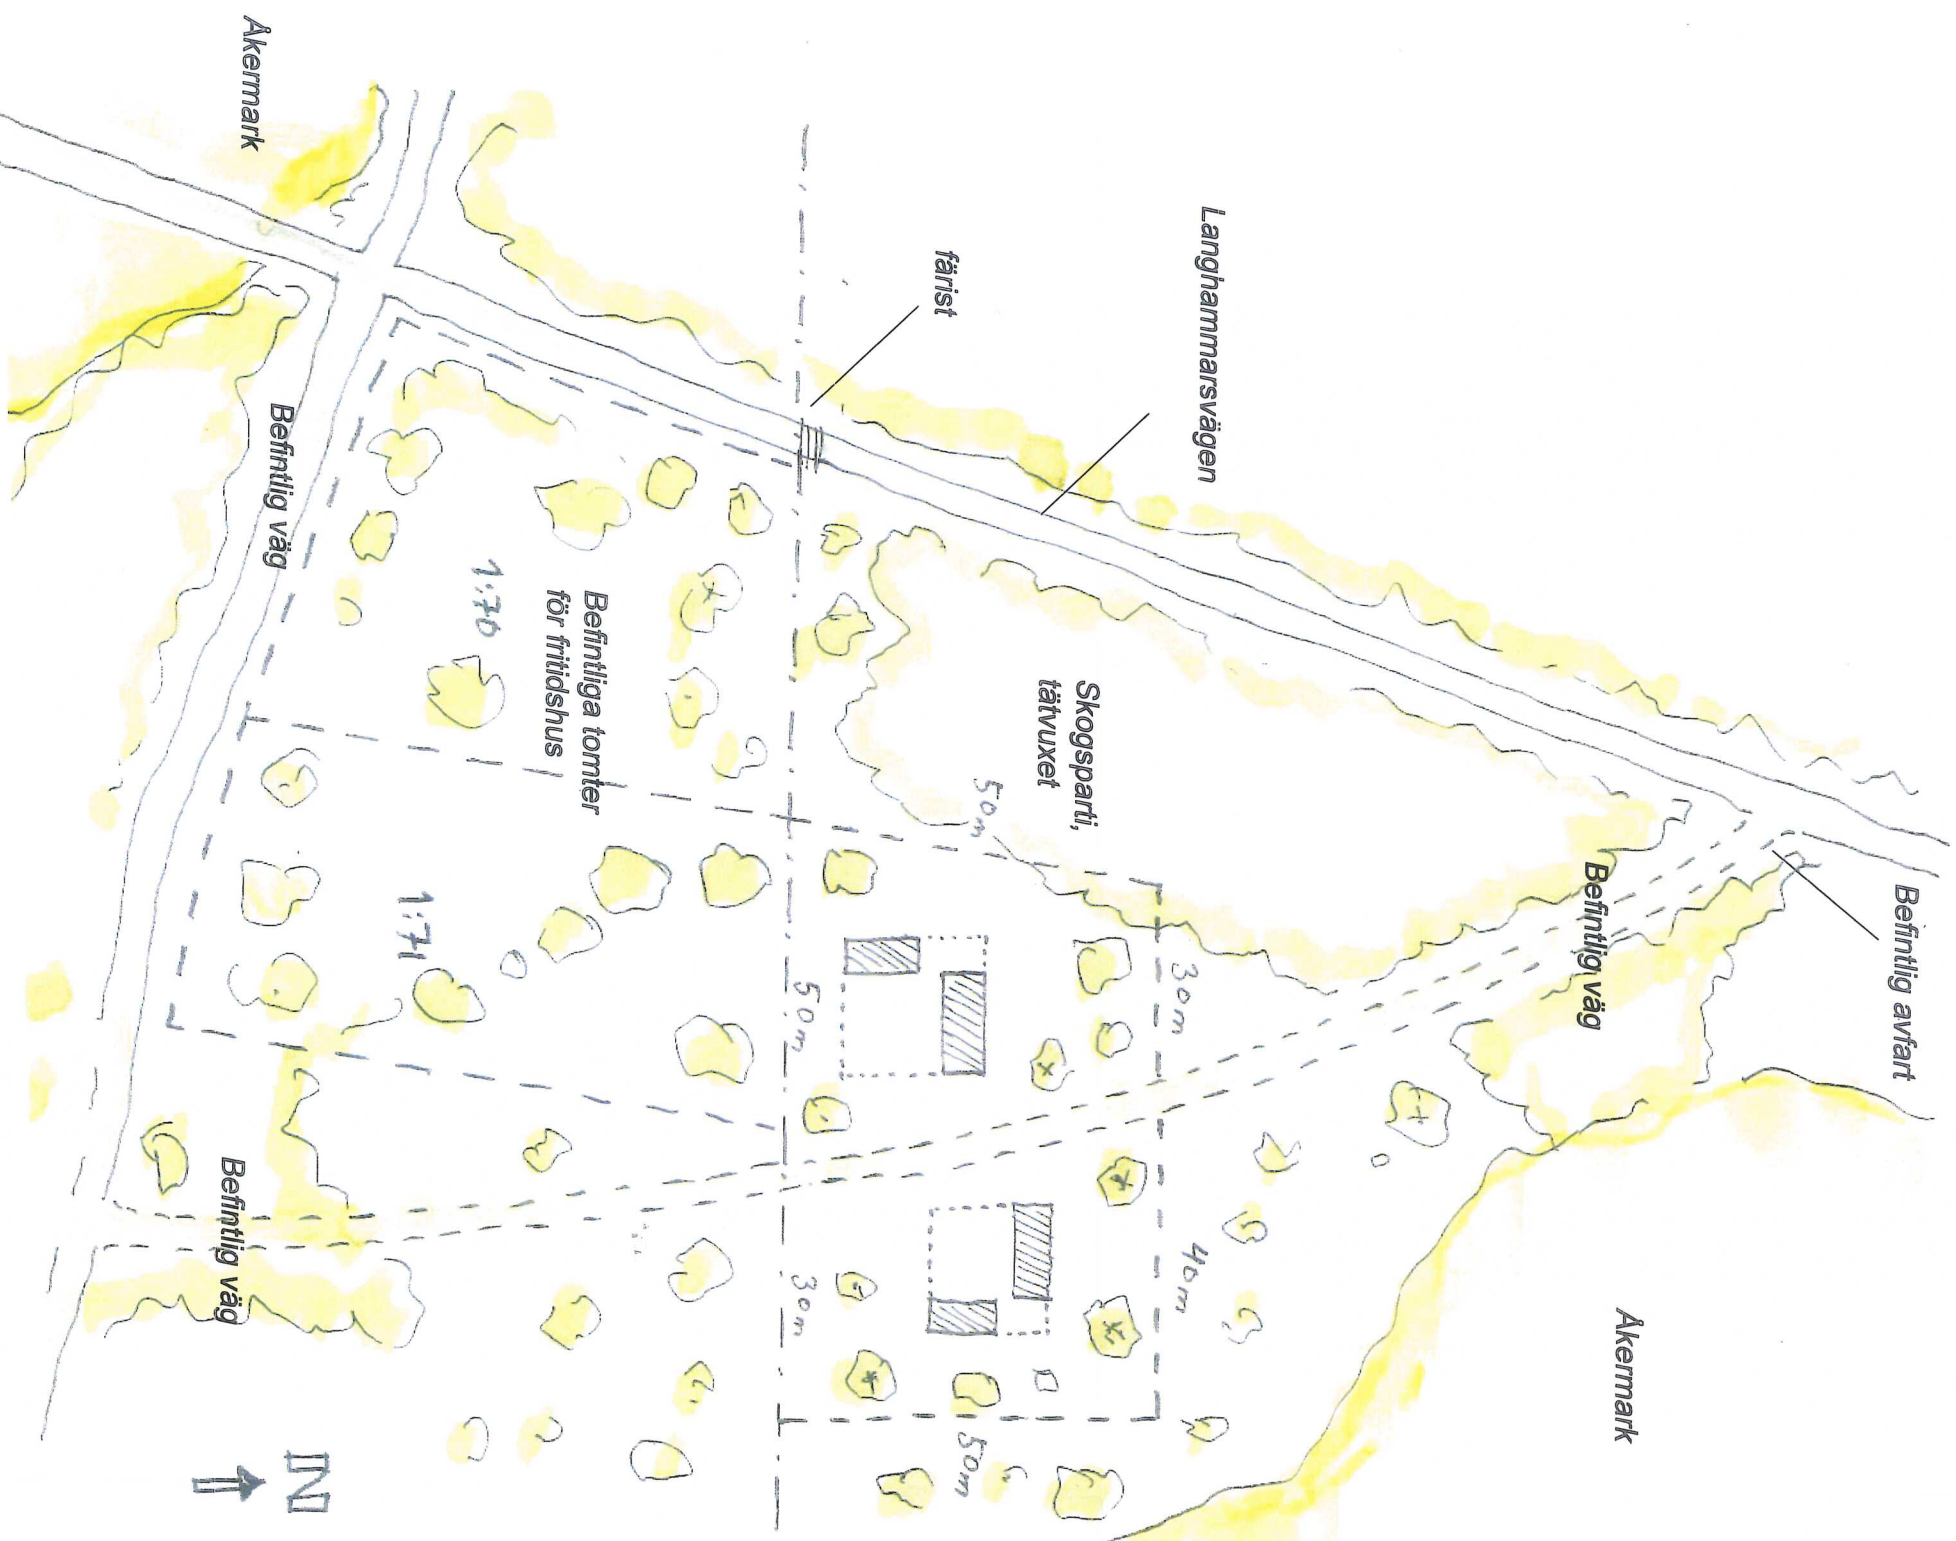 Befintlig avfart
Åkermark
Befintlig väg
Langhammarsvägen
30m
40m
Skogsparti,
tätvuxet
50m
50m
färist
50m
30m
Befintliga tomter
för fritidshus
1:70
1:71
N
Befintlig väg
Åkermark
Befintlig väg